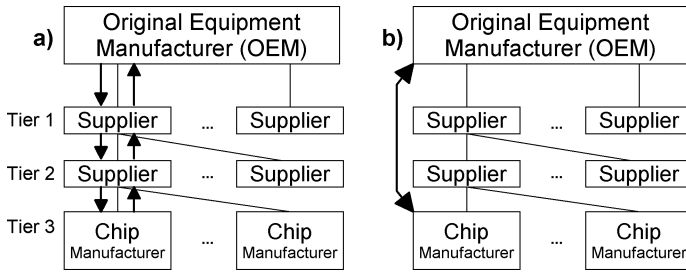 a)
Original Equipment
Manufacturer (OEM)
Tier 1
Supplier
...
Supplier
Tier 2
Supplier
...
Supplier
Tier 3
Chip
Manufacturer
...
Chip
Manufacturer
b)
Original Equipment
Manufacturer (OEM)
Supplier
...
Supplier
Supplier
...
Supplier
Chip
Manufacturer
...
Chip
Manufacturer